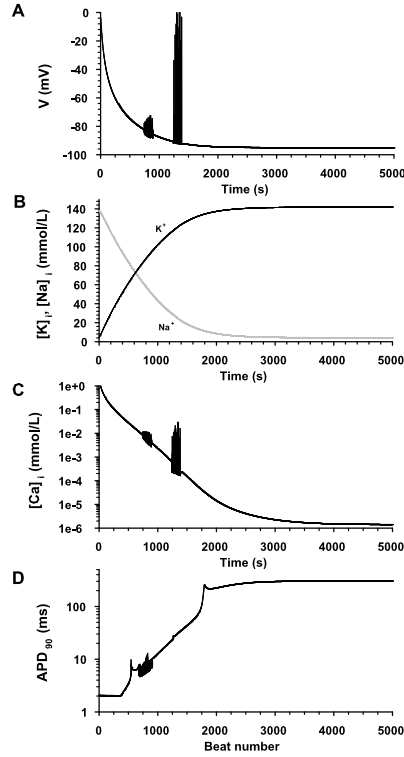 A
V (mV)
0
-20
-40
-60
-80
-100
0 1000 2000 3000 4000 5000
Time (s)
B
[K]i, [Na]i (mmol/L)
140
120
100
80
60
40
20
0
K+
Na+
0 1000 2000 3000 4000 5000
Time (s)
C
[Ca]i (mmol/L)
1e+0
1e-1
1e-2
1e-3
1e-4
1e-5
1e-6
0 1000 2000 3000 4000 5000
Time (s)
D
APD90 (ms)
100
10
1
0 1000 2000 3000 4000 5000
Beat number